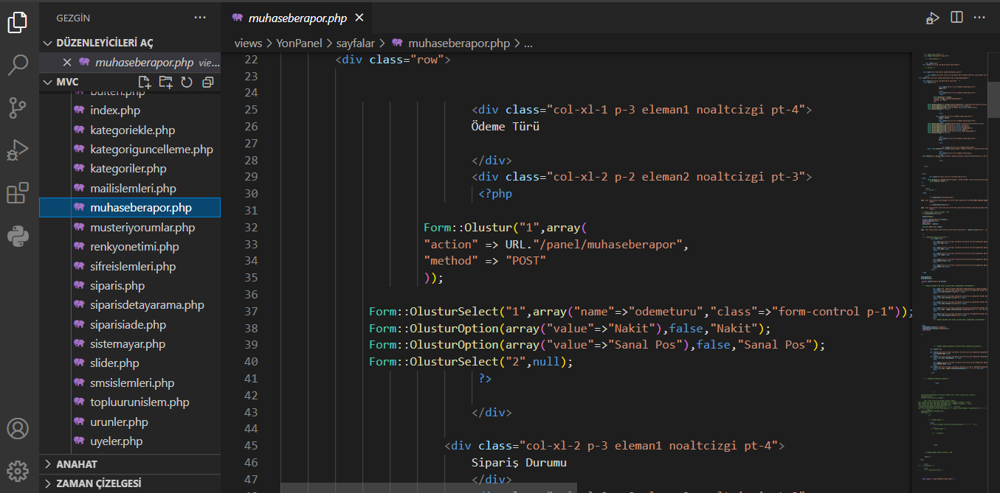 GEZGİN
DÜZENLEYİCİLERİ AÇ
muhaseberapor.php vie...
MVC
bulten.php
index.php
kategoriekle.php
kategoriguncelleme.php
kategoriler.php
mailislemleri.php
muhaseberapor.php
musteriyorumlar.php
renkyonetimi.php
sifreislemleri.php
siparis.php
siparisdetayarama.php
siparisiade.php
sistemayar.php
slider.php
smsislemleri.php
topluurunislem.php
urunler.php
uyeler.php
ANAHAT
ZAMAN ÇİZELGESİ
muhaseberapor.php
views > YonPanel > sayfalar > muhaseberapor.php > ...
22 <div class="row">
23
24
25 <div class="col-xl-1 p-3 eleman1 noaltcizgi pt-4">
26 Ödeme Türü
27
28 </div>
29 <div class="col-xl-2 p-2 eleman2 noaltcizgi pt-3">
30 <?php
31
32 Form::Olustur("1",array(
33 "action" => URL."/panel/muhaseberapor",
34 "method" => "POST"
35 ));
36
37 Form::OlusturSelect("1",array("name"=>"odemeturu","class"=>"form-control p-1"));
38 Form::OlusturOption(array("value"=>"Nakit"),false,"Nakit");
39 Form::OlusturOption(array("value"=>"Sanal Pos"),false,"Sanal Pos");
40 Form::OlusturSelect("2",null);
41 ?>
42
43 </div>
44
45 <div class="col-xl-2 p-3 eleman1 noaltcizgi pt-4">
46 Sipariş Durumu
47 </div>